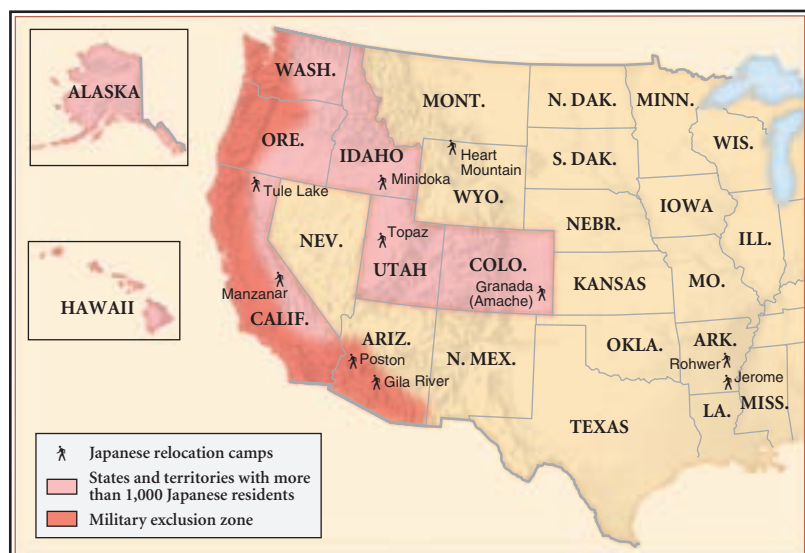 ALASKA
HAWAII
WASH.
ORE.
IDAHO
MONT.
N. DAK.
MINN.
WIS.
S. DAK.
Heart
Mountain
WYO.
Minidoka
Tule Lake
NEV.
Topaz
UTAH
COLO.
Granada
(Amache)
NEBR.
IOWA
ILL.
KANSAS
MO.
Manzanar
CALIF.
ARIZ.
Poston
Gila River
N. MEX.
OKLA.
ARK.
Rohwer
Jerome
TEXAS
LA.
MISS.
Japanese relocation camps
States and territories with more
than 1,000 Japanese residents
Military exclusion zone